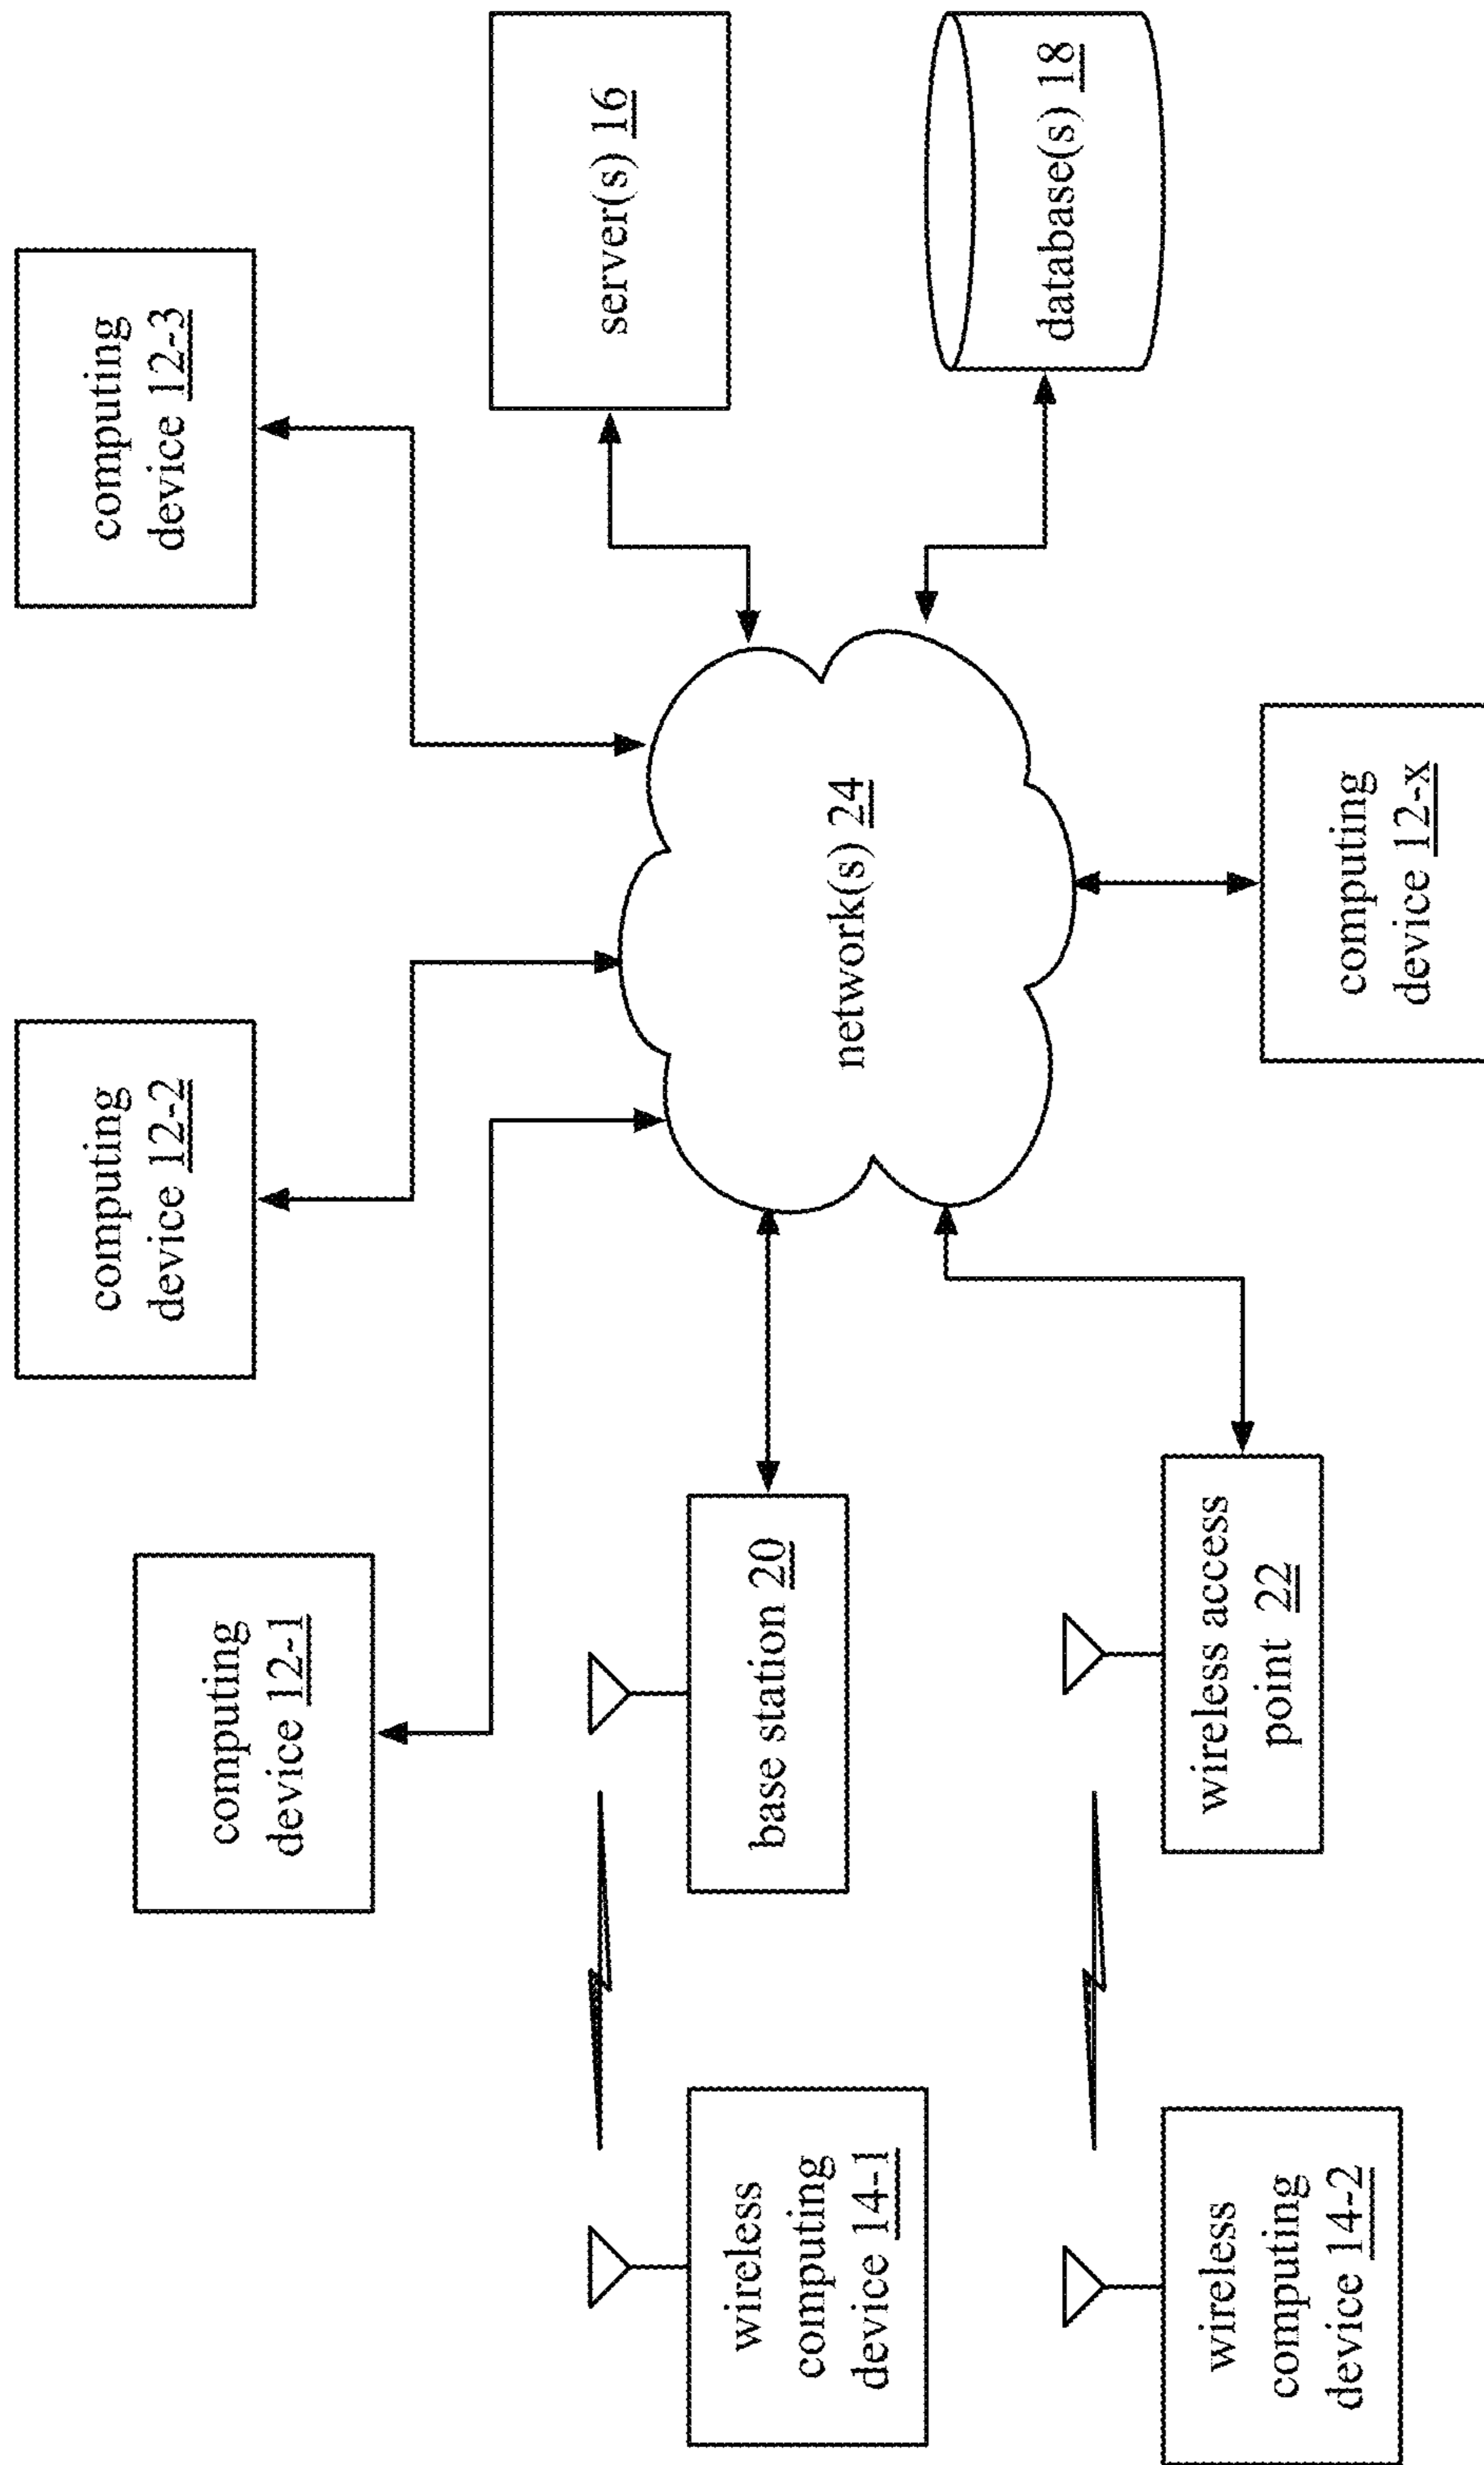 computing
device 12-1
computing
device 12-2
computing
device 12-3
wireless
computing
device 14-1
base station 20
network(s) 24
server(s) 16
wireless
computing
device 14-2
wireless access
point 22
computing
device 12-x
database(s) 18